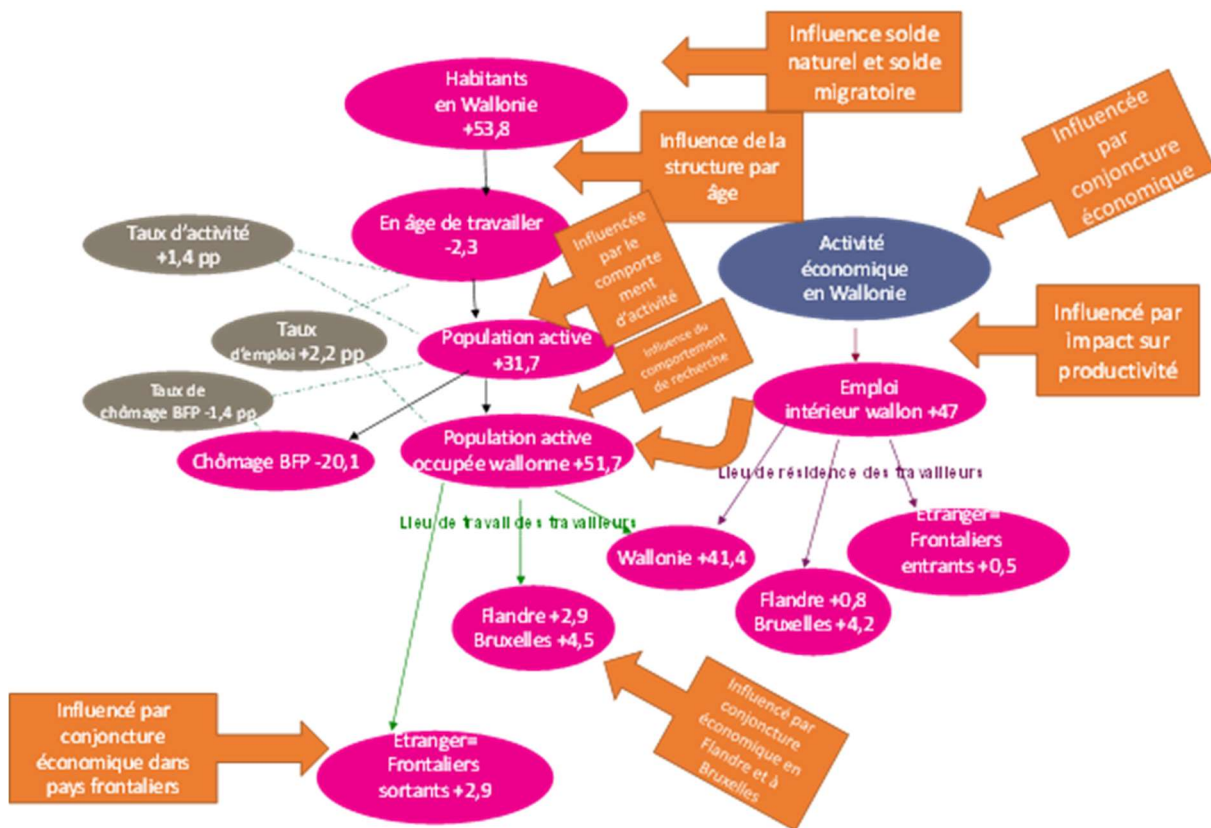 Influence solde
naturel et solde
migratoire
Habitants
en Wallonie
+53,8
Influencée
par
conjoncture
économique
Influence de la
structure par
âge
En âge de travailler
-2,3
Taux d'activité
+1,4 pp
Influencée
par le
comporte
ment
d'activité
Activité
économique
en Wallonie
Taux
d'emploi +2,2 pp
Population active
+31,7
Influence du
comportement
de recherche
Influencé par
impact sur
productivité
Taux de
chômage BFP -1,4 pp
Emploi
intérieur wallon +47
Chômage BFP -20,1
Population active
occupée wallonne +51,7
Lieu de résidence des travailleurs
Lieu de travail des travailleurs
Wallonie +41,4
Etranger=
Frontaliers
entrants +0,5
Flandre +2,9
Bruxelles +4,5
Flandre +0,8
Bruxelles +4,2
Influencé par
conjoncture
économique en
Flandre et à
Bruxelles
Influencé par
conjoncture
économique dans
pays frontaliers
Etranger=
Frontaliers
sortants +2,9